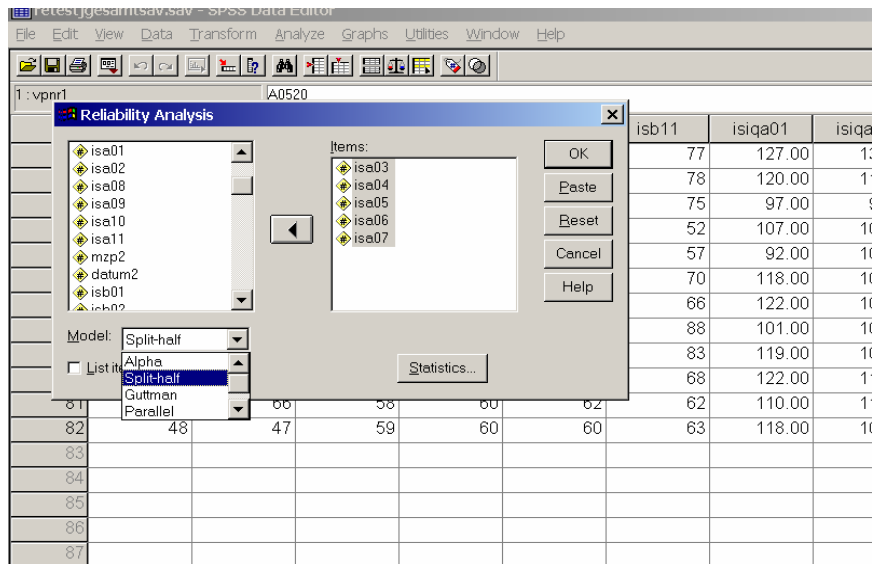 retestjgesamtsav.sav - SPSS Data Editor
File Edit View Data Transform Analyze Graphs Utilities Window Help
1 : vpnr1 A0520
Reliability Analysis
isa01
isa02
isa08
isa09
isa10
isa11
mzp2
datum2
isb01
isb02
Items:
isa03
isa04
isa05
isa06
isa07
OK
Paste
Reset
Cancel
Help
Model: Split-half
Alpha
Split-half
Guttman
Parallel
List
Statistics...
isb11 isiqa01 isiqa
77 127.00
78 120.00
75 97.00
52 107.00
57 92.00
70 118.00
66 122.00
88 101.00
83 119.00
68 122.00
81 66 58 60 62 62 110.00
82 48 47 59 60 60 63 118.00
83
84
85
86
87